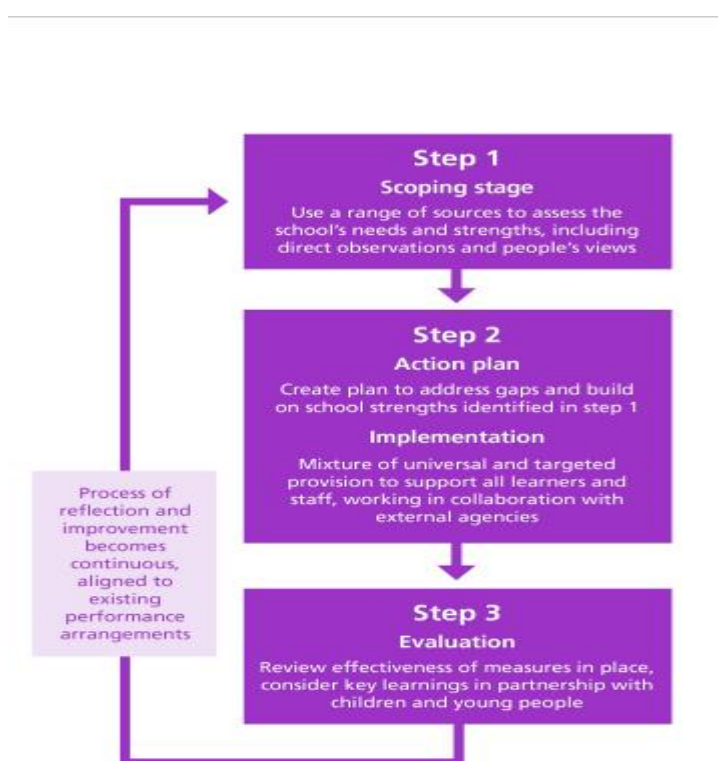 Step 1
Scoping stage
Use a range of sources to assess the
school's needs and strengths, including
direct observations and people's views
Step 2
Action plan
Create plan to address gaps and build
on school strengths identified in step 1
Implementation
Mixture of universal and targeted
provision to support all learners and
staff, working in collaboration with
external agencies
Process of
reflection and
improvement
becomes
continuous,
aligned to
existing
performance
arrangements
Step 3
Evaluation
Review effectiveness of measures in place,
consider key learnings in partnership with
children and young people